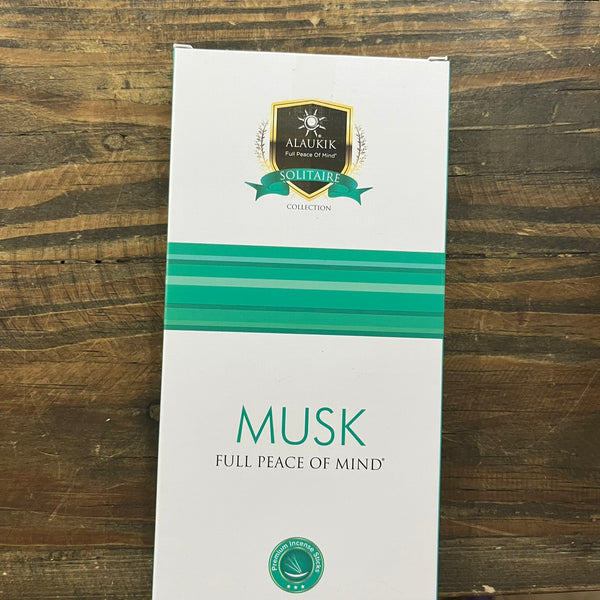 ALAUKIK
Full Peace Of Mind®
SOLITAIRE
COLLECTION
MUSK
FULL PEACE OF MIND®
Premium Incense Sticks